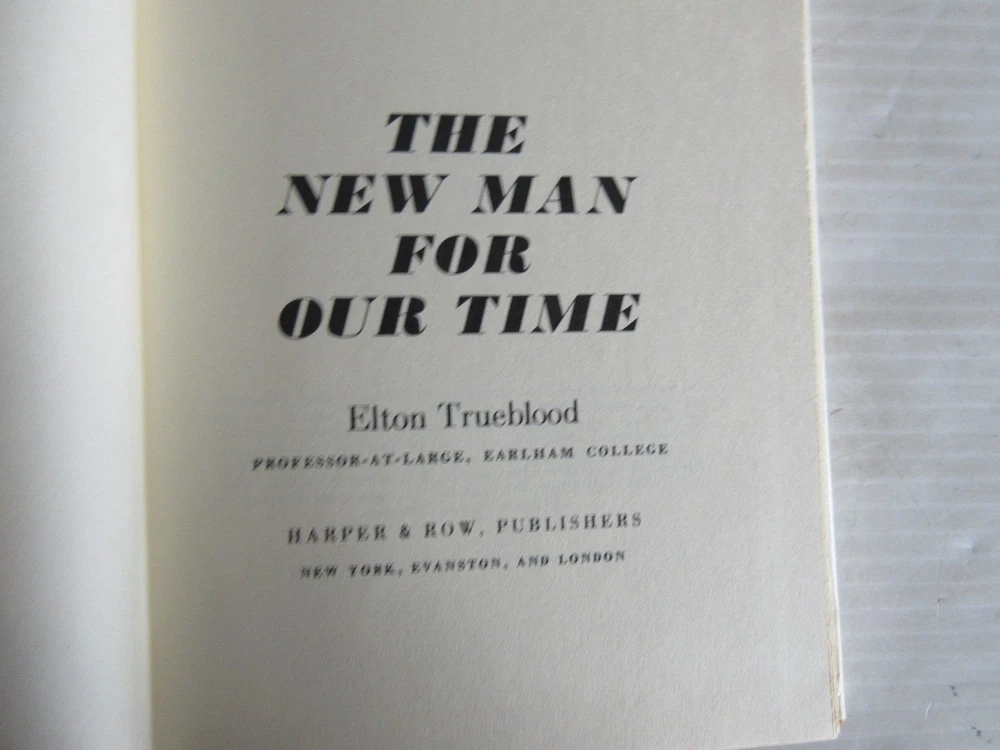 THE
NEW MAN
FOR
OUR TIME
Elton Trueblood
PROFESSOR-AT-LARGE, EARLHAM COLLEGE
HARPER & ROW, PUBLISHERS
NEW YORK, EVANSTON, AND LONDON